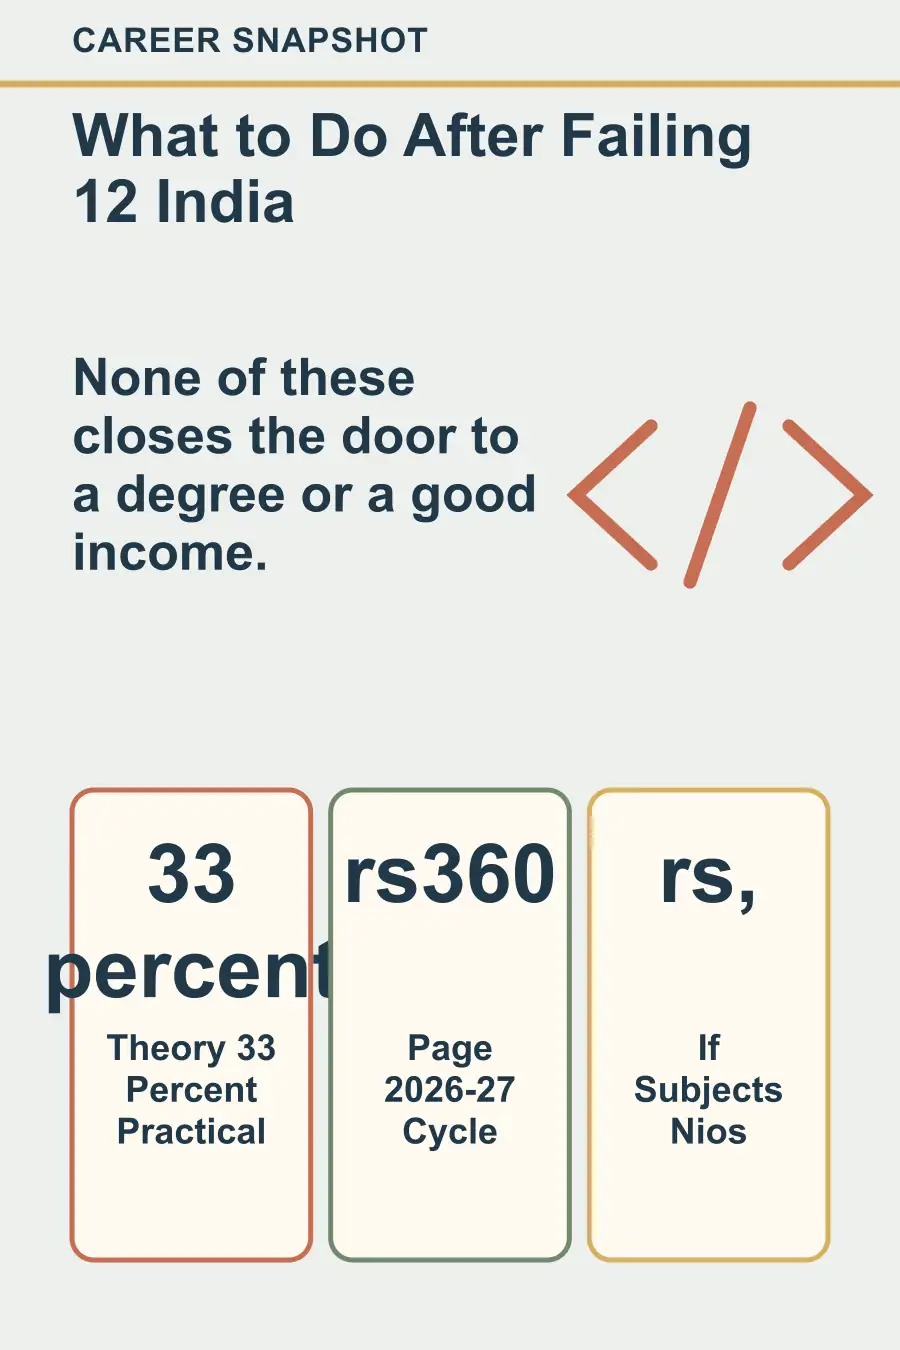 CAREER SNAPSHOT
What to Do After Failing
12 India
None of these
closes the door to
a degree or a good
income.
33
percent
Theory 33
Percent
Practical
rs360
Page
2026-27
Cycle
rs,
If
Subjects
Nios